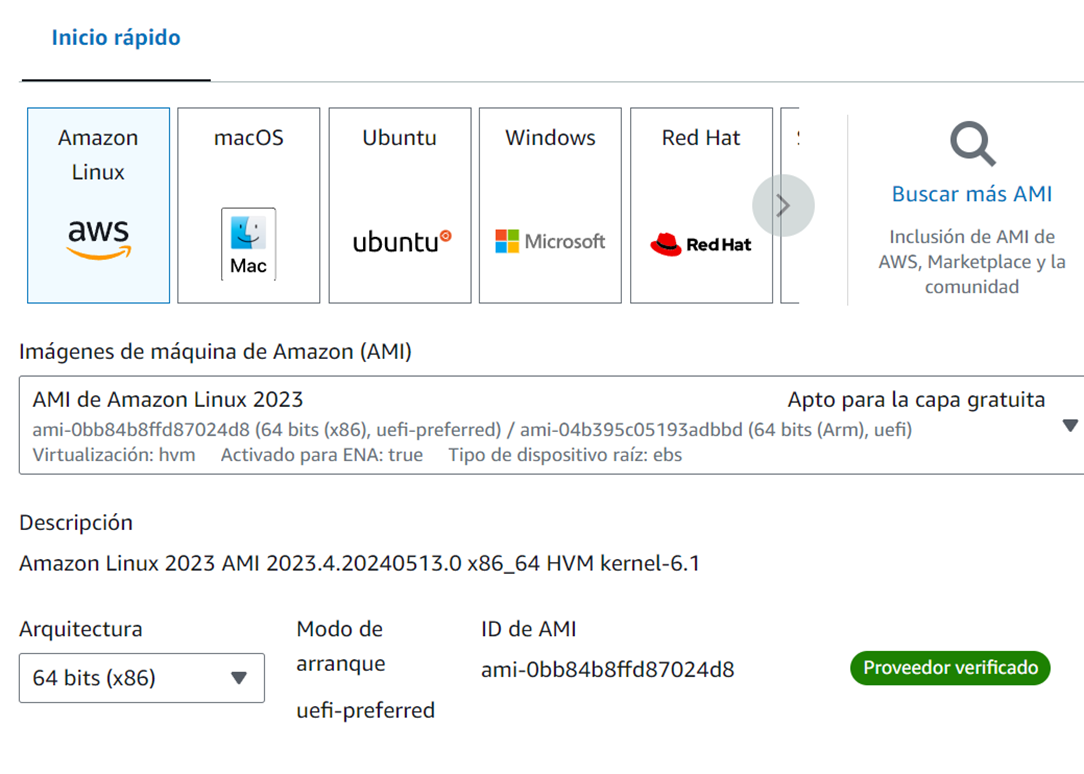 Inicio rápido
Amazon
Linux
aws
macOS
Mac
Ubuntu
ubuntu
Windows
Microsoft
Red Hat
Red Hat
Buscar más AMI
Inclusión de AMI de
AWS, Marketplace y la
comunidad
Imágenes de máquina de Amazon (AMI)
AMI de Amazon Linux 2023
Apto para la capa gratuita
ami-0bb84b8ffd87024d8 (64 bits (x86), uefi-preferred) / ami-04b395c05193adbbd (64 bits (Arm), uefi)
Virtualización: hvm Activado para ENA: true Tipo de dispositivo raíz: ebs
Descripción
Amazon Linux 2023 AMI 2023.4.20240513.0 x86_64 HVM kernel-6.1
Arquitectura
64 bits (x86)
Modo de
arranque
uefi-preferred
ID de AMI
ami-0bb84b8ffd87024d8
Proveedor verificado